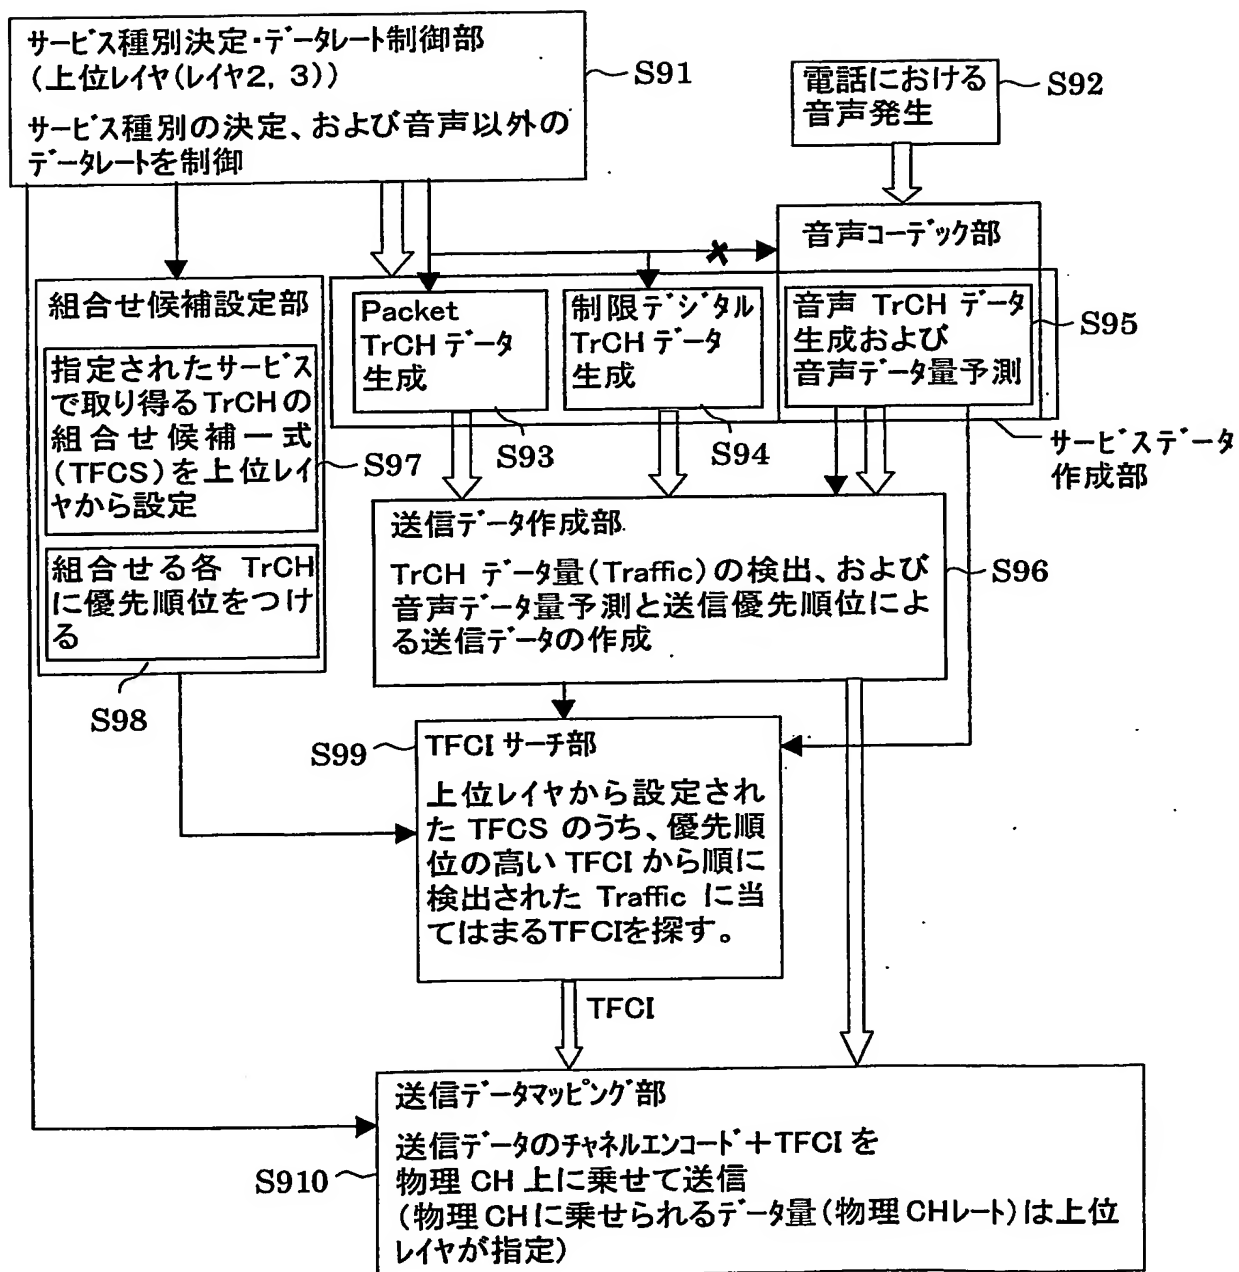 サービス種別決定・データレート制御部
(上位レイヤ(レイヤ2, 3))
サービス種別の決定、および音声以外の
データレートを制御
S91
電話における
音声発生
S92
音声コーデック部
組合せ候補設定部
指定されたサービス
で取り得るTrCHの
組合せ候補一式
(TFCS)を上位レイ
ヤから設定
S97
組合せる各 TrCH
に優先順位をつけ
る
S98
Packet
TrCH データ
生成
S93
制限デジタル
TrCH データ
生成
S94
音声 TrCH データ
生成および
音声データ量予測
S95
サービスデータ
作成部
送信データ作成部
TrCH データ量(Traffic)の検出、および
音声データ量予測と送信優先順位によ
る送信データの作成
S96
S99
TFCI サーチ部
上位レイヤから設定され
た TFCS のうち、優先順
位の高い TFCI から順に
検出された Traffic に当
てはまるTFCIを探す。
TFCI
送信データマッピング部
送信データのチャネルエンコード+TFCI を
物理 CH 上に乗せて送信
(物理 CHに乗せられるデータ量(物理 CHレート)は上位
レイヤが指定)
S910